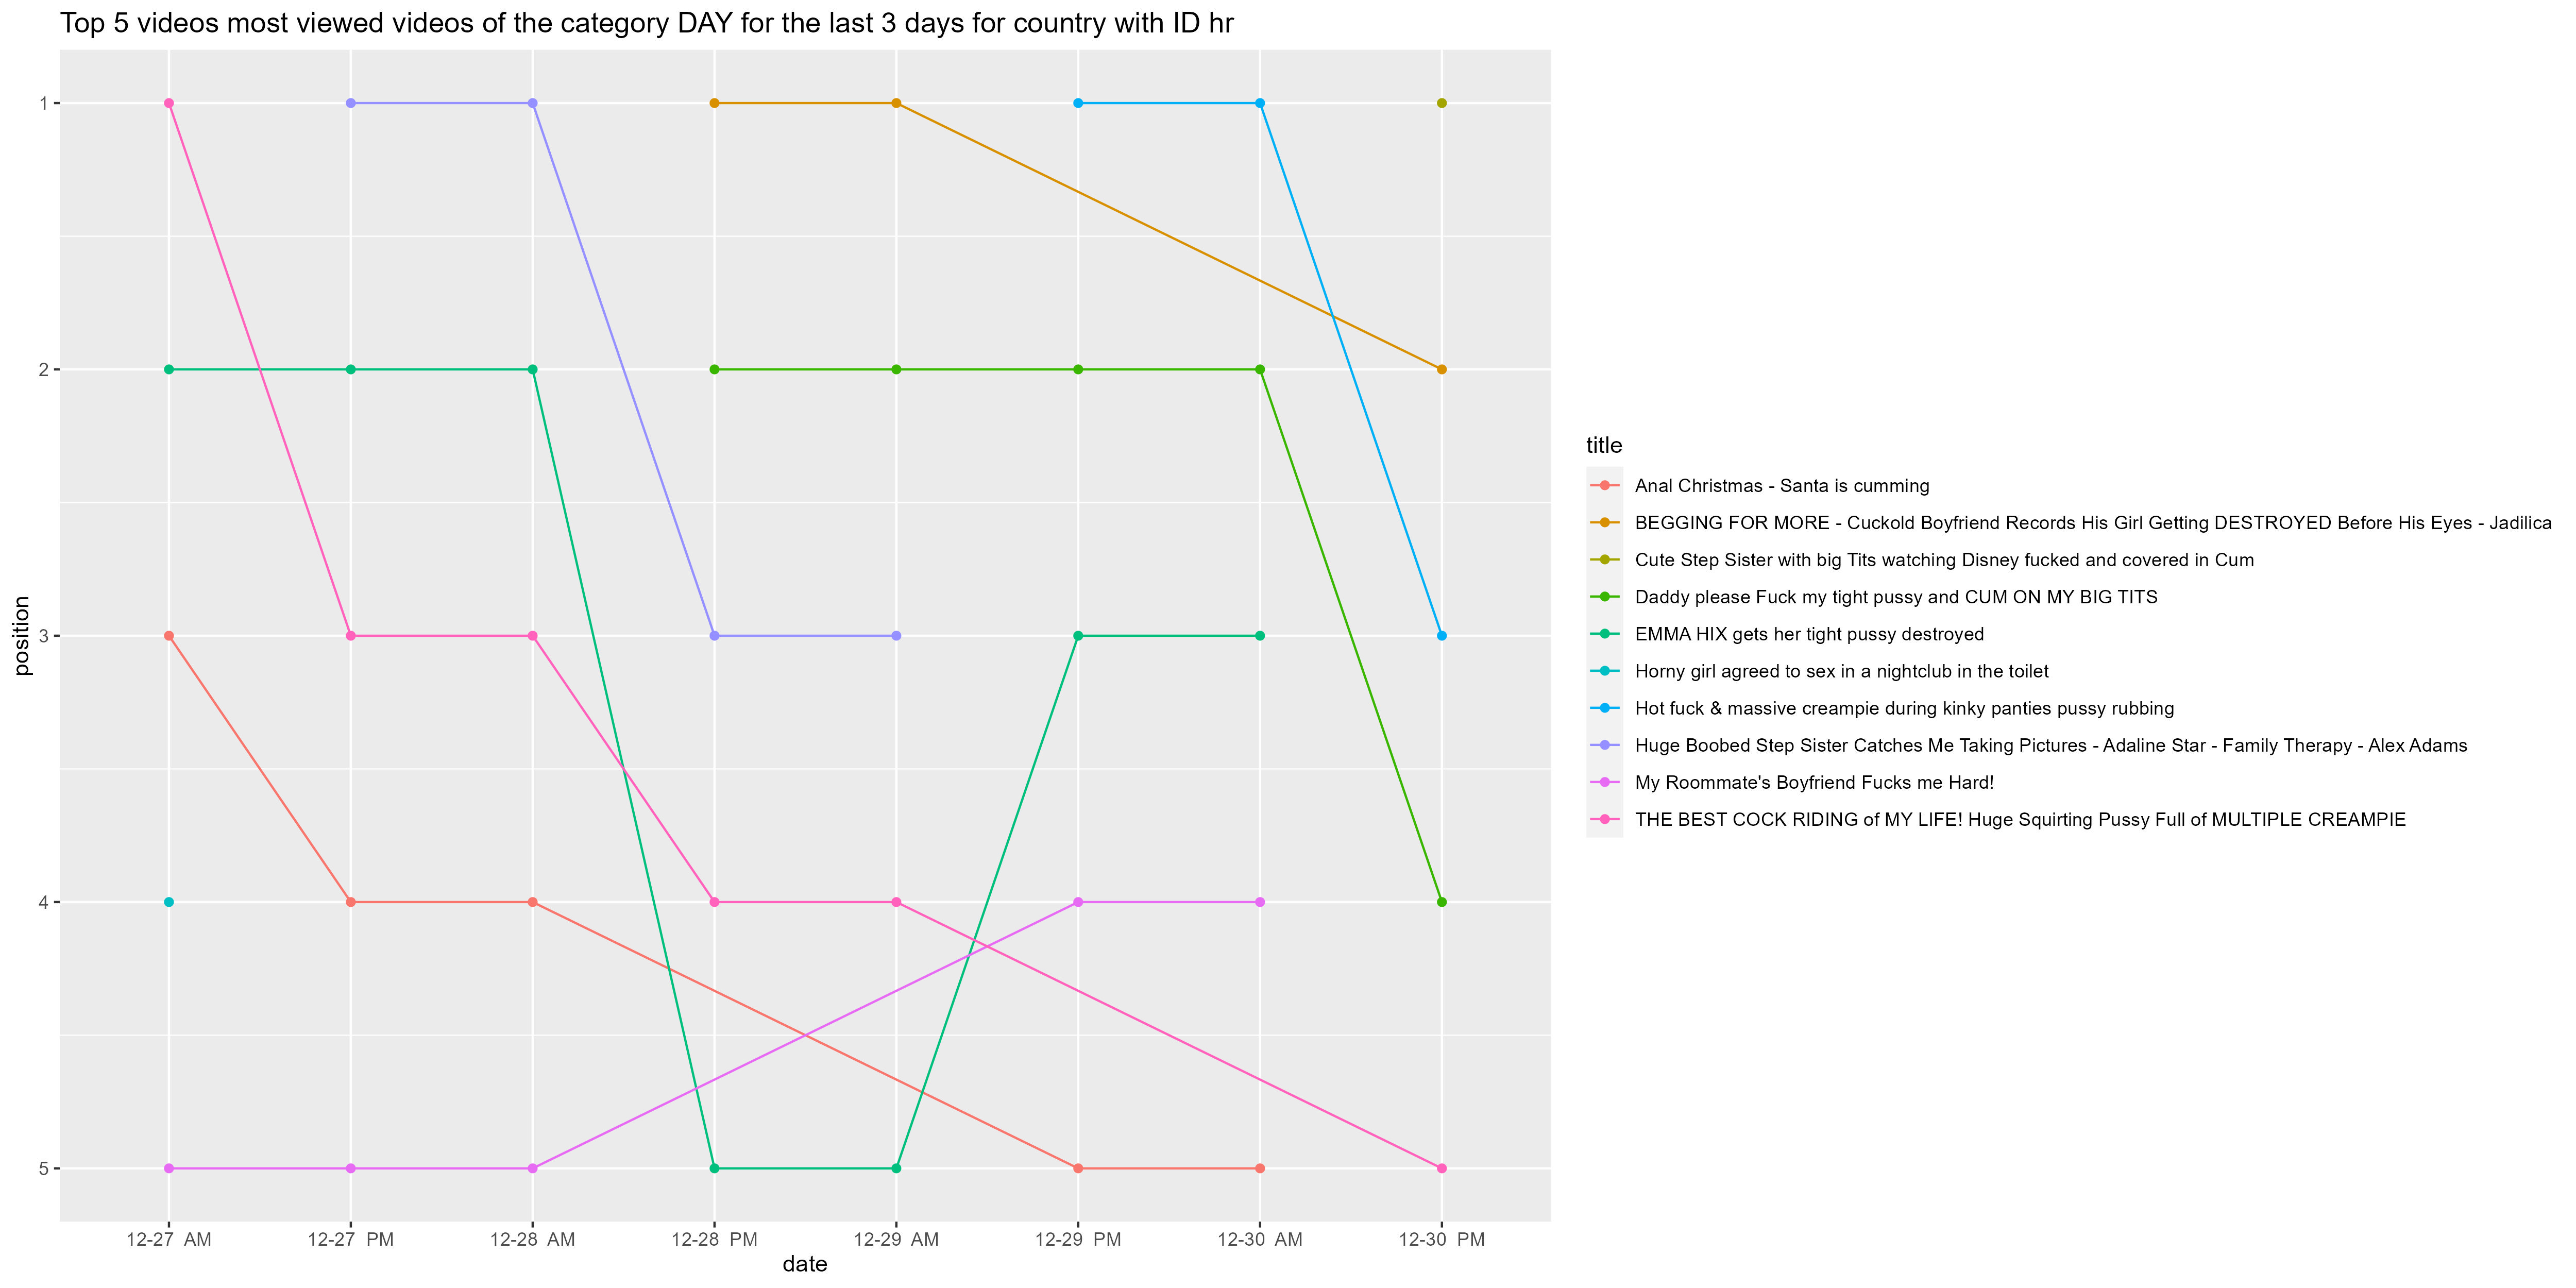 Top 5 videos most viewed videos of the category DAY for the last 3 days for country with ID hr
position
1
2
3
4
5
12-27 AM
12-27 PM
12-28 AM
12-28 PM
12-29 AM
12-29 PM
12-30 AM
12-30 PM
date
title
Anal Christmas - Santa is cumming
BEGGING FOR MORE - Cuckold Boyfriend Records His Girl Getting DESTROYED Before His Eyes - Jadilica
Cute Step Sister with big Tits watching Disney fucked and covered in Cum
Daddy please Fuck my tight pussy and CUM ON MY BIG TITS
EMMA HIX gets her tight pussy destroyed
Horny girl agreed to sex in a nightclub in the toilet
Hot fuck & massive creampie during kinky panties pussy rubbing
Huge Boobed Step Sister Catches Me Taking Pictures - Adaline Star - Family Therapy - Alex Adams
My Roommate's Boyfriend Fucks me Hard!
THE BEST COCK RIDING of MY LIFE! Huge Squirting Pussy Full of MULTIPLE CREAMPIE